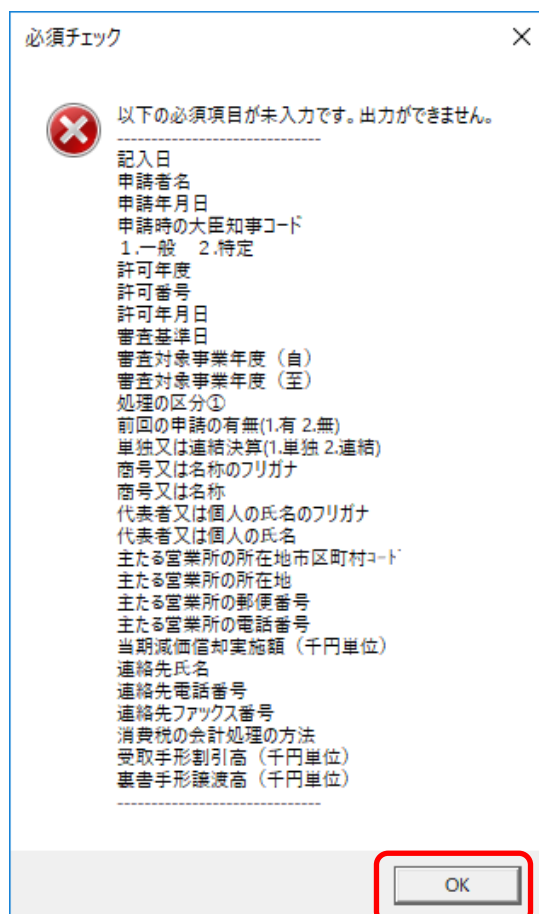 必須チェック
以下の必須項目が未入力です。出力ができません。
------------------------------
記入日
申請者名
申請年月日
申請時の大臣知事コード
１.一般　２.特定
許可年度
許可番号
許可年月日
審査基準日
審査対象事業年度（自）
審査対象事業年度（至）
処理の区分①
前回の申請の有無(1.有 2.無)
単独又は連結決算(1.単独 2.連結)
商号又は名称のフリガナ
商号又は名称
代表者又は個人の氏名のフリガナ
代表者又は個人の氏名
主たる営業所の所在地市区町村ｺｰﾄﾞ
主たる営業所の所在地
主たる営業所の郵便番号
主たる営業所の電話番号
当期減価償却実施額（千円単位）
連絡先氏名
連絡先電話番号
連絡先ファックス番号
消費税の会計処理の方法
受取手形割引高（千円単位）
裏書手形譲渡高（千円単位）
------------------------------
OK